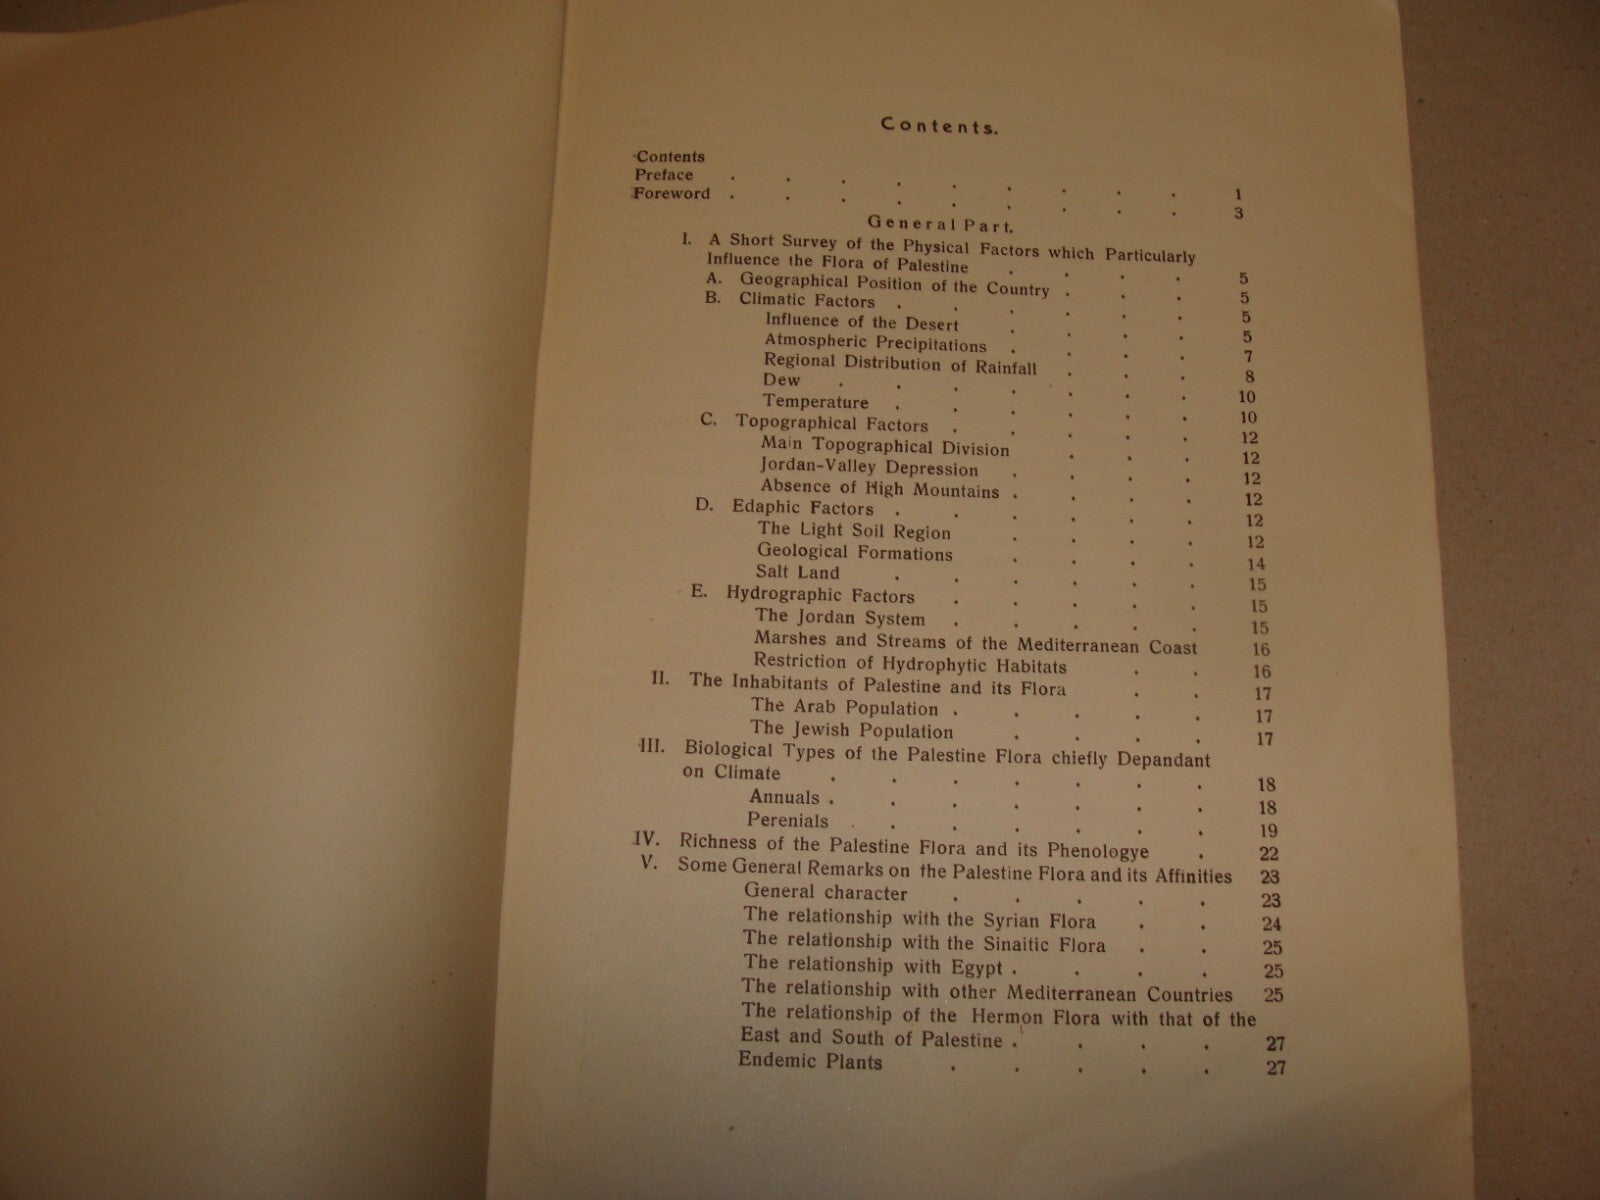 Contents.
Contents
Preface . . . . . . . . . 1
Foreword . . . . . . . . . 3
General Part.
I. A Short Survey of the Physical Factors which Particularly
Influence the Flora of Palestine . . . . 5
A. Geographical Position of the Country . . . 5
B. Climatic Factors . . . . . . 5
Influence of the Desert . . . . 5
Atmospheric Precipitations . . . . 7
Regional Distribution of Rainfall . . . 8
Dew . . . . . . . 10
Temperature . . . . . . 10
C. Topographical Factors . . . . . 12
Main Topographical Division . . . 12
Jordan-Valley Depression . . . . 12
Absence of High Mountains . . . . 12
D. Edaphic Factors . . . . . . 12
The Light Soil Region . . . . 12
Geological Formations . . . . 14
Salt Land . . . . . . 15
E. Hydrographic Factors . . . . . 15
The Jordan System . . . . . 15
Marshes and Streams of the Mediterranean Coast 16
Restriction of Hydrophytic Habitats . . 16
II. The Inhabitants of Palestine and its Flora . . 17
The Arab Population . . . . . 17
The Jewish Population . . . . 17
III. Biological Types of the Palestine Flora chiefly Depandant
on Climate . . . . . . . 18
Annuals . . . . . . . 18
Perenials . . . . . . . 19
IV. Richness of the Palestine Flora and its Phenologye . 22
V. Some General Remarks on the Palestine Flora and its Affinities 23
General character . . . . . 23
The relationship with the Syrian Flora . . 24
The relationship with the Sinaitic Flora . . 25
The relationship with Egypt . . . . 25
The relationship with other Mediterranean Countries 25
The relationship of the Hermon Flora with that of the
East and South of Palestine . . . . 27
Endemic Plants . . . . . 27